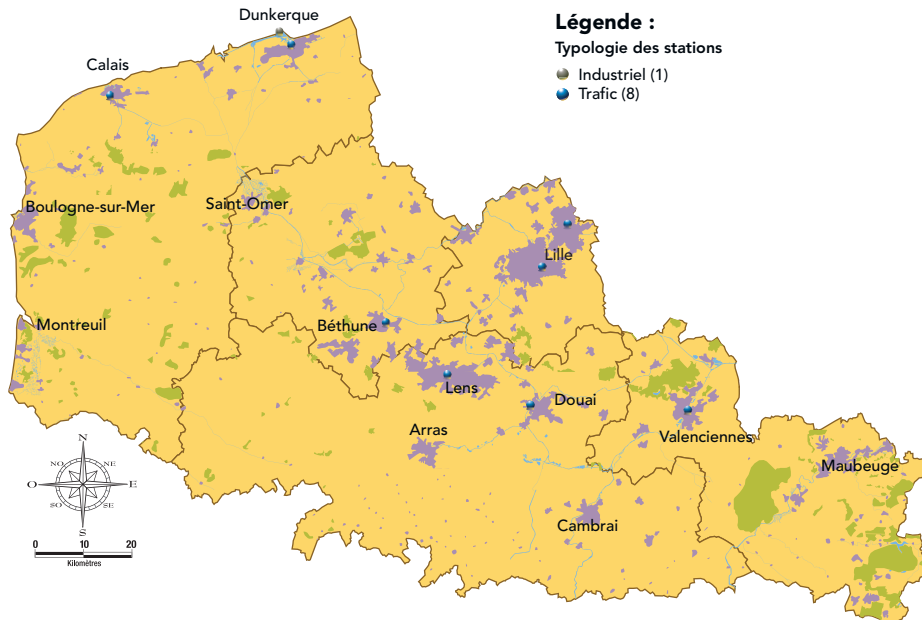 Dunkerque
Légende :
Typologie des stations
Industriel (1)
Trafic (8)
Calais
Boulogne-sur-Mer
Saint-Omer
Lille
Montreuil
Béthune
Lens
Douai
Arras
Valenciennes
Maubeuge
Cambrai
N
NO
NE
O
E
SO
SE
S
0
10
20
Kilomètres